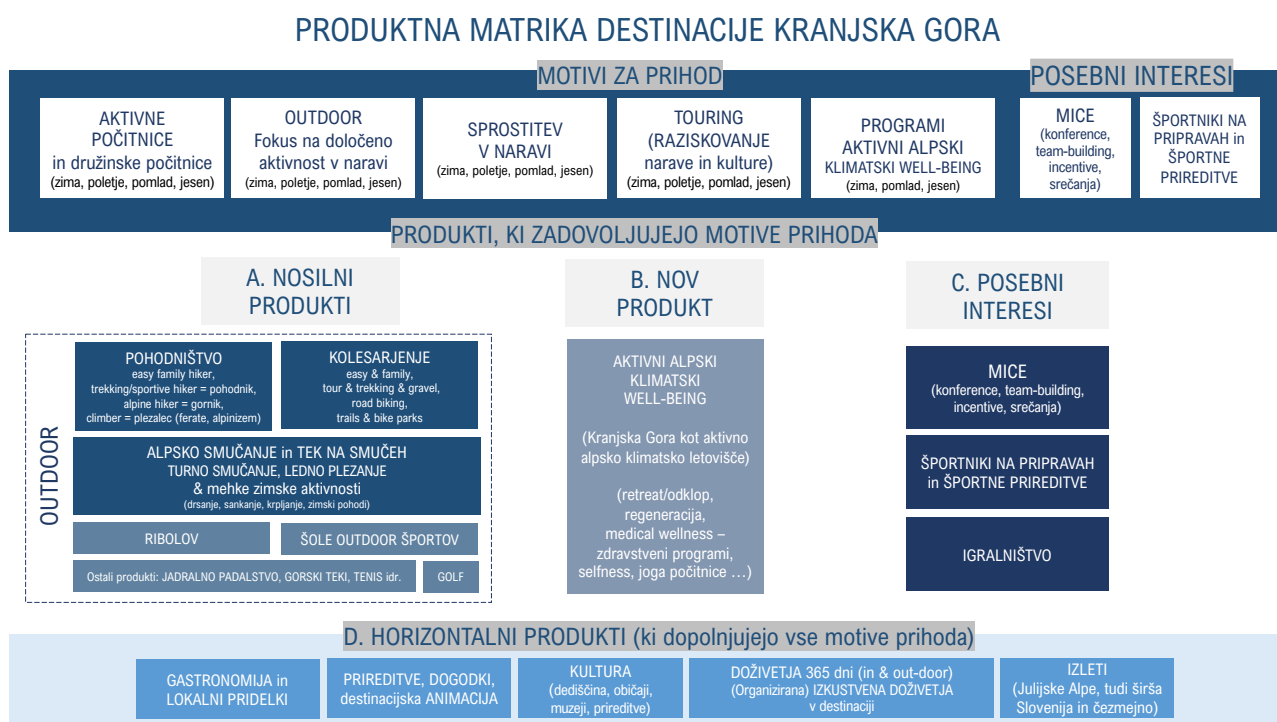 PRODUKTNA MATRIKA DESTINACIJE KRANJSKA GORA
MOTIVI ZA PRIHOD
POSEBNI INTERESI
AKTIVNE
POČITNICE
in družinske počitnice
(zima, poletje, pomlad, jesen)
OUTDOOR
Fokus na določeno
aktivnost v naravi
(zima, poletje, pomlad, jesen)
SPROSTITEV
V NARAVI
(zima, poletje, pomlad, jesen)
TOURING
(RAZISKOVANJE
narave in kulture)
(zima, poletje, pomlad, jesen)
PROGRAMI
AKTIVNI ALPSKI
KLIMATSKI WELL-BEING
(zima, pomlad, jesen)
MICE
(konference,
team-building,
incentive,
srečanja)
ŠPORTNIKI NA
PRIPRAVAH in
ŠPORTNE
PRIREDITVE
PRODUKTI, KI ZADOVOLJUJEJO MOTIVE PRIHODA
A. NOSILNI
PRODUKTI
B. NOV
PRODUKT
C. POSEBNI
INTERESI
OUTDOOR
POHODNIŠTVO
easy family hiker,
trekking/sportive hiker = pohodnik,
alpine hiker = gornik,
climber = plezalec (ferate, alpinizem)
KOLESARJENJE
easy & family,
tour & trekking & gravel,
road biking,
trails & bike parks
ALPSKO SMUČANJE in TEK NA SMUČEH
TURNO SMUČANJE, LEDNO PLEZANJE
& mehke zimske aktivnosti
(drsanje, sankanje, krpljanje, zimski pohodi)
RIBOLOV
ŠOLE OUTDOOR ŠPORTOV
Ostali produkti: JADRALNO PADALSTVO, GORSKI TEKI, TENIS idr.
GOLF
AKTIVNI ALPSKI
KLIMATSKI
WELL-BEING
(Kranjska Gora kot aktivno
alpsko klimatsko letovišče)
(retreat/odklop,
regeneracija,
medical wellness –
zdravstveni programi,
selfness, joga počitnice …)
MICE
(konference, team-building,
incentive, srečanja)
ŠPORTNIKI NA PRIPRAVAH
in ŠPORTNE PRIREDITVE
IGRALNIŠTVO
D. HORIZONTALNI PRODUKTI (ki dopolnjujejo vse motive prihoda)
GASTRONOMIJA in
LOKALNI PRIDELKI
PRIREDITVE, DOGODKI,
destinacijska ANIMACIJA
KULTURA
(dediščina, običaji,
muzeji, prireditve)
DOŽIVETJA 365 dni (in & out-door)
(Organizirana) IZKUSTVENA DOŽIVETJA
v destinaciji
IZLETI
(Julijske Alpe, tudi širša
Slovenija in čezmejno)